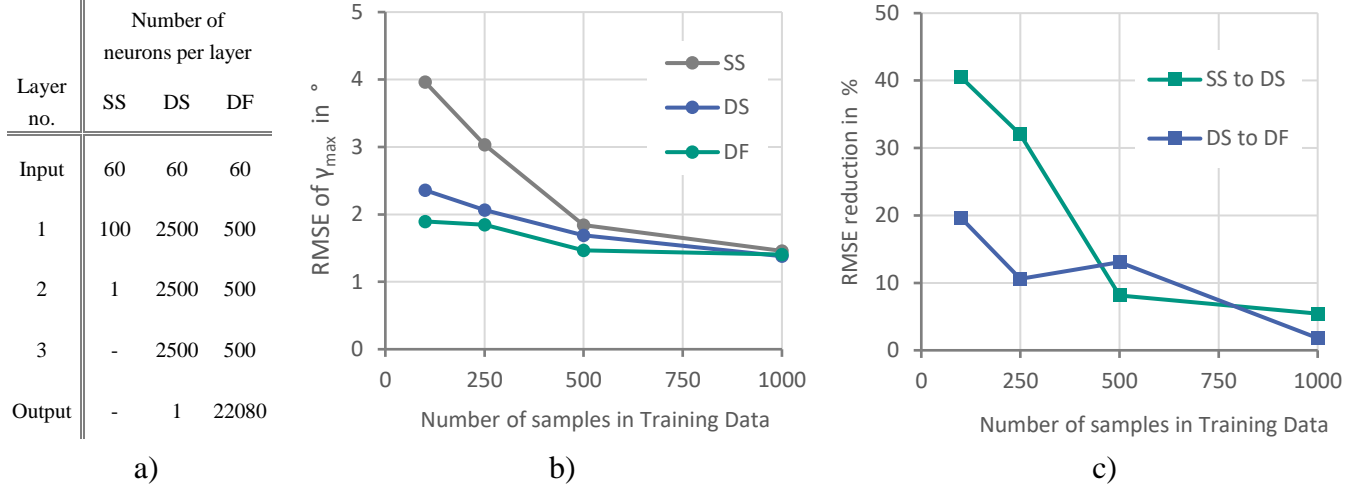 Number of
neurons per layer
Layer
no.
SS DS DF
Input 60 60 60
1 100 2500 500
2 1 2500 500
3 - 2500 500
Output - 1 22080
a)
RMSE of γmax in °
5
4
3
2
1
0
0 250 500 750 1000
Number of samples in Training Data
SS
DS
DF
b)
RMSE reduction in %
50
40
30
20
10
0
0 250 500 750 1000
Number of samples in Training Data
SS to DS
DS to DF
c)